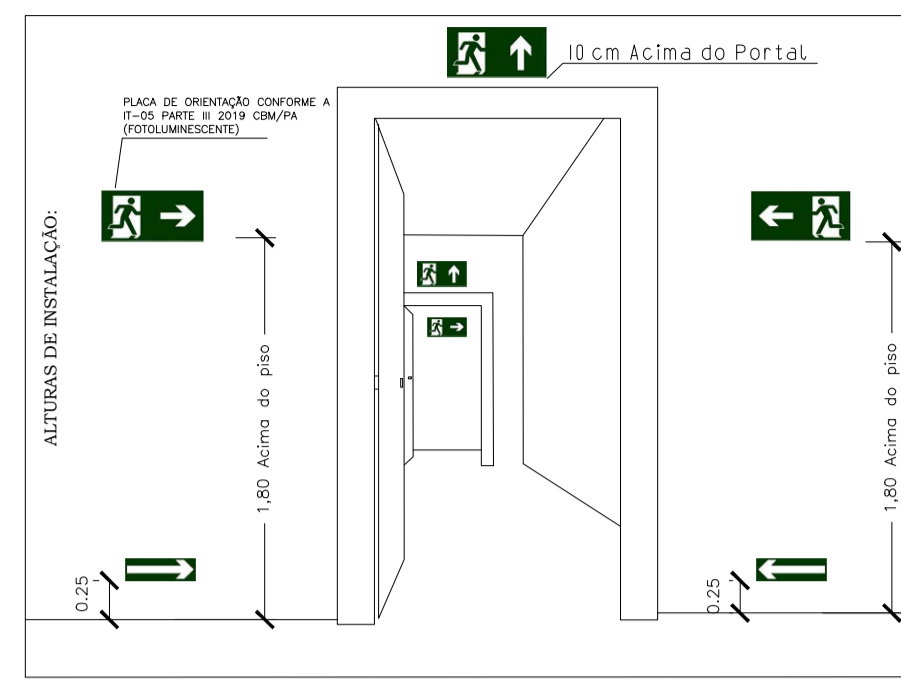 10 cm Acima do Portal
PLACA DE ORIENTAÇÃO CONFORME A
IT-05 PARTE III 2019 CBM/PA
(FOTOLUMINESCENTE)
ALTURAS DE INSTALAÇÃO:
1,80 Acima do piso
1,80 Acima do piso
0.25
0.25